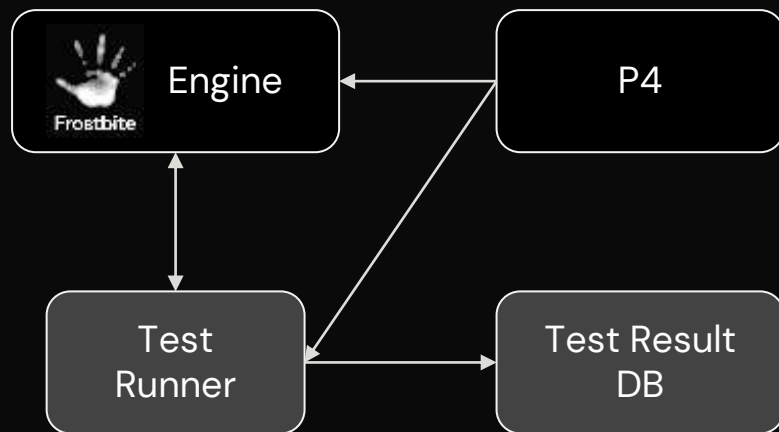 Engine
Frostbite
P4
Test
Runner
Test Result
DB